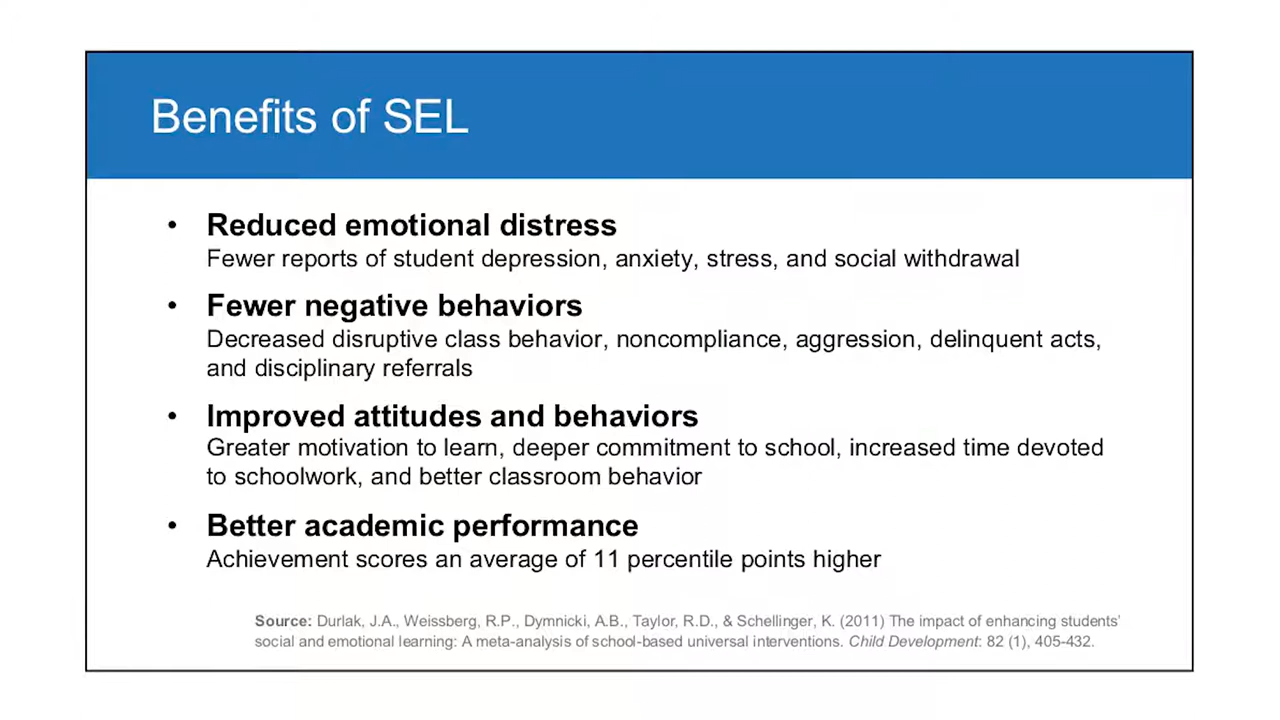 Benefits of SEL
• Reduced emotional distress
Fewer reports of student depression, anxiety, stress, and social withdrawal
• Fewer negative behaviors
Decreased disruptive class behavior, noncompliance, aggression, delinquent acts,
and disciplinary referrals
• Improved attitudes and behaviors
Greater motivation to learn, deeper commitment to school, increased time devoted
to schoolwork, and better classroom behavior
• Better academic performance
Achievement scores an average of 11 percentile points higher
Source: Durlak, J.A., Weissberg, R.P., Dymnicki, A.B., Taylor, R.D., & Schellinger, K. (2011) The impact of enhancing students'
social and emotional learning: A meta-analysis of school-based universal interventions. Child Development: 82 (1), 405-432.